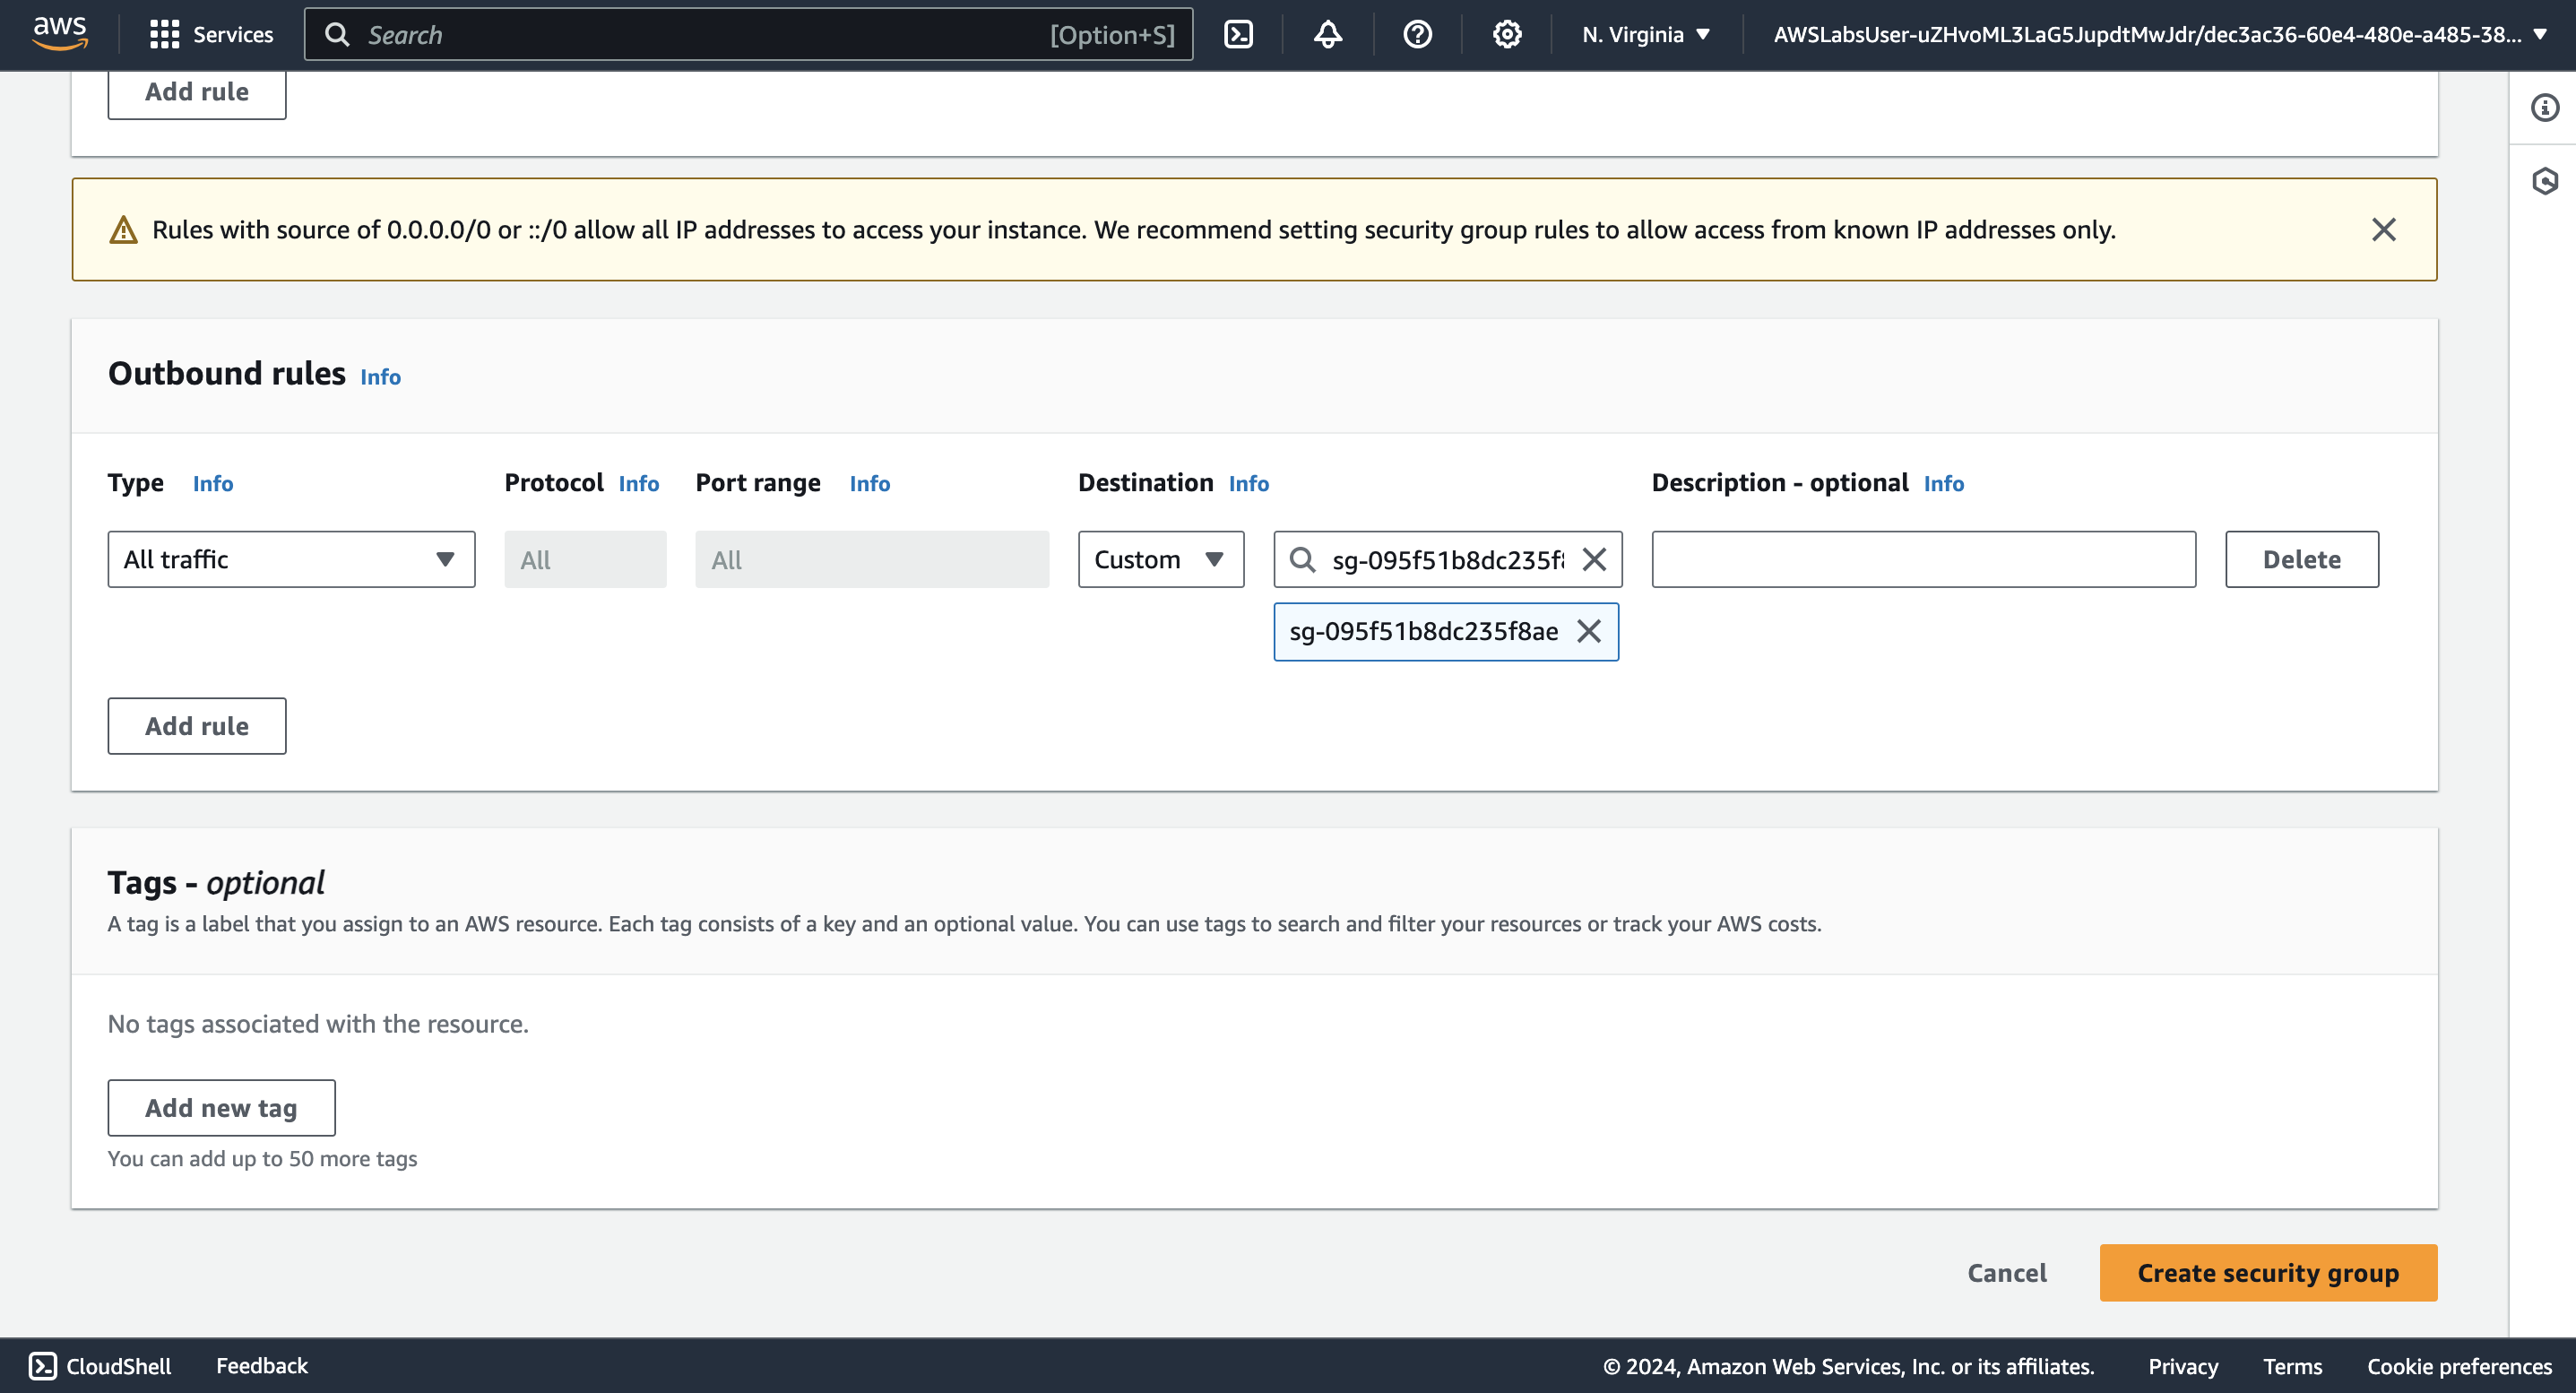 aws Services Search [Option+S] N. Virginia AWSLabsUser-uZHvoML3LaG5JupdtMwJdr/dec3ac36-60e4-480e-a485-38...
Add rule
Rules with source of 0.0.0.0/0 or ::/0 allow all IP addresses to access your instance. We recommend setting security group rules to allow access from known IP addresses only.
Outbound rules Info
Type Info Protocol Info Port range Info Destination Info Description - optional Info
All traffic All All Custom sg-095f51b8dc235f8 Delete
sg-095f51b8dc235f8ae
Add rule
Tags - optional
A tag is a label that you assign to an AWS resource. Each tag consists of a key and an optional value. You can use tags to search and filter your resources or track your AWS costs.
No tags associated with the resource.
Add new tag
You can add up to 50 more tags
Cancel Create security group
CloudShell Feedback © 2024, Amazon Web Services, Inc. or its affiliates. Privacy Terms Cookie preferences